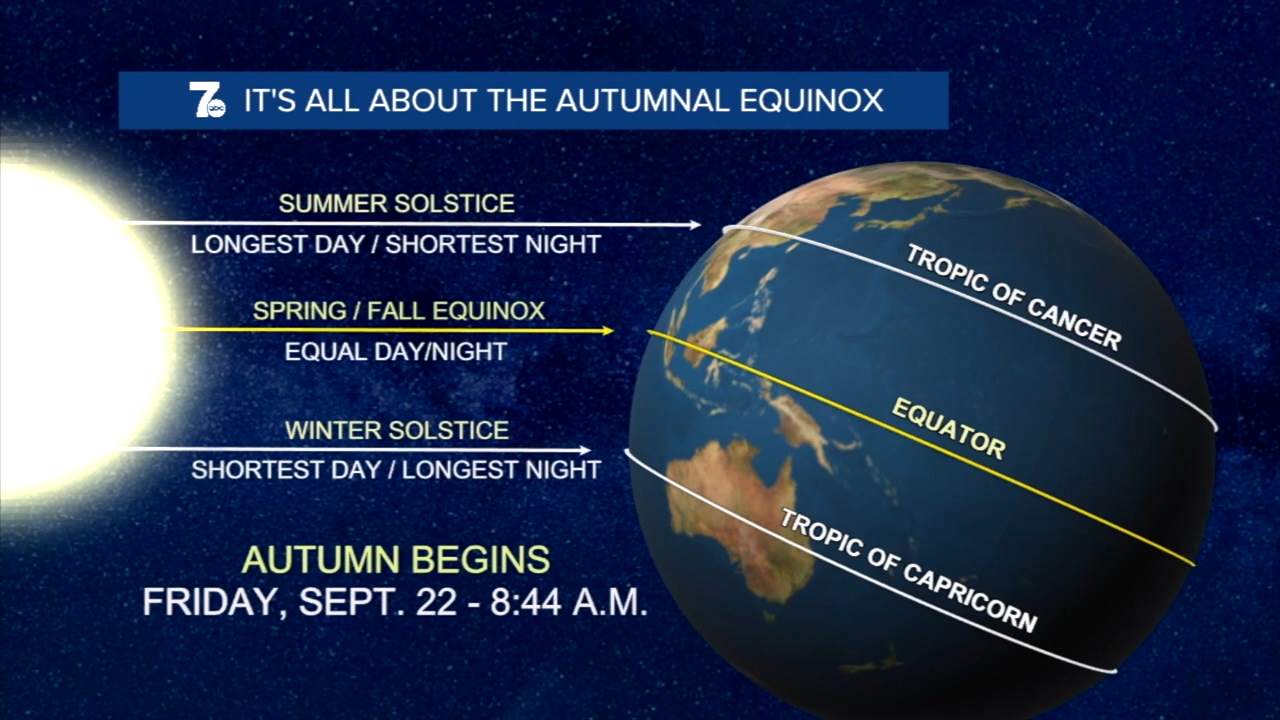 7 abc IT'S ALL ABOUT THE AUTUMNAL EQUINOX
SUMMER SOLSTICE
LONGEST DAY / SHORTEST NIGHT
SPRING / FALL EQUINOX
EQUAL DAY/NIGHT
WINTER SOLSTICE
SHORTEST DAY / LONGEST NIGHT
AUTUMN BEGINS
FRIDAY, SEPT. 22 - 8:44 A.M.
TROPIC OF CANCER
EQUATOR
TROPIC OF CAPRICORN